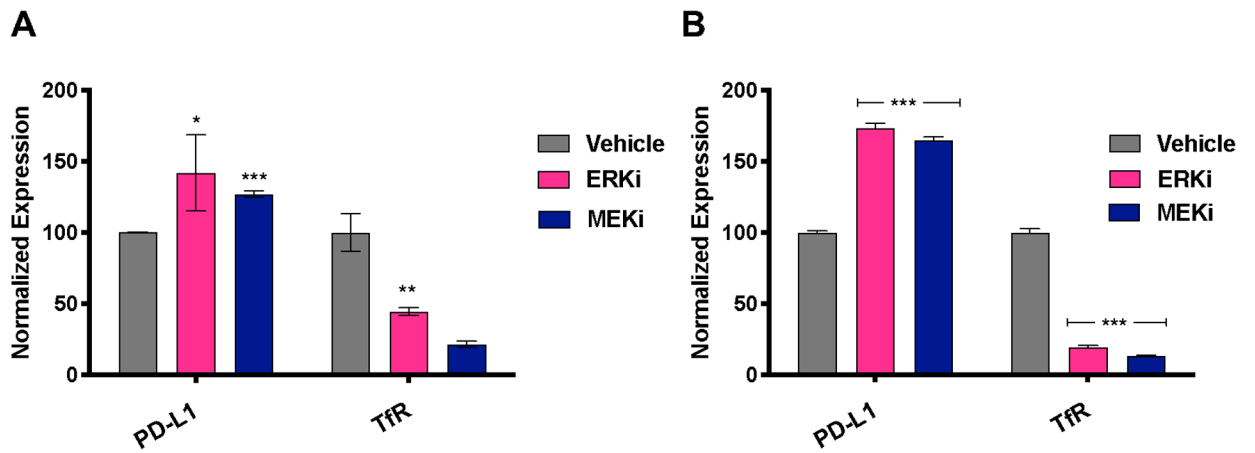 A
Normalized Expression
200
150
100
50
0
*
***
**
PD-L1
TfR
Vehicle
ERKi
MEKi
B
Normalized Expression
200
150
100
50
0
***
***
PD-L1
TfR
Vehicle
ERKi
MEKi